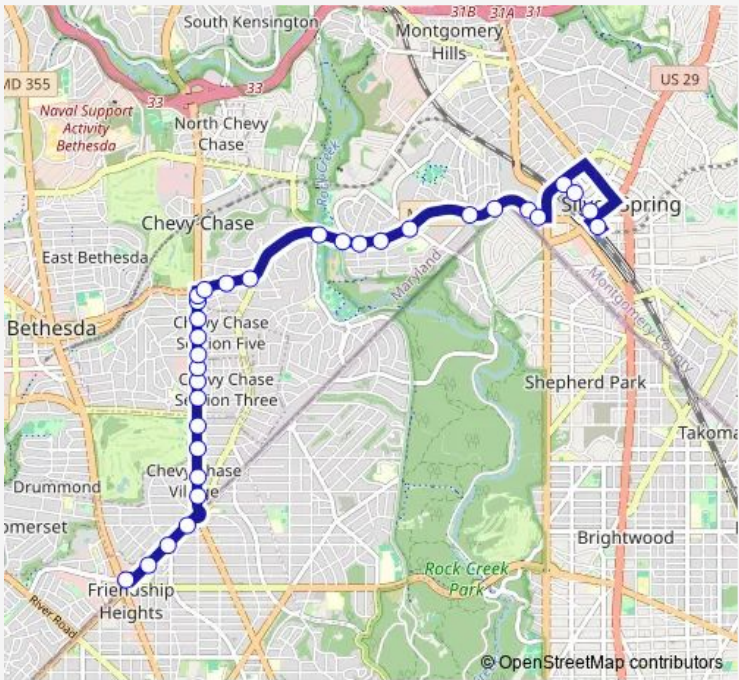 South Kensington
31B 31A 31
Montgomery
Hills
MD 355
US 29
33
33
Naval Support
Activity
Bethesda
North Chevy
Chase
Rock Creek
Chevy Chase
Spring
East Bethesda
Maryland
Montgomery County
Bethesda
Chevy Chase
Section Five
Chevy Chase
Section Three
Shepherd Park
Takoma
Chevy Chase
Village
Drummond
omerset
Brightwood
Rock Creek
Park
Friendship
Heights
River Road
© OpenStreetMap contributors